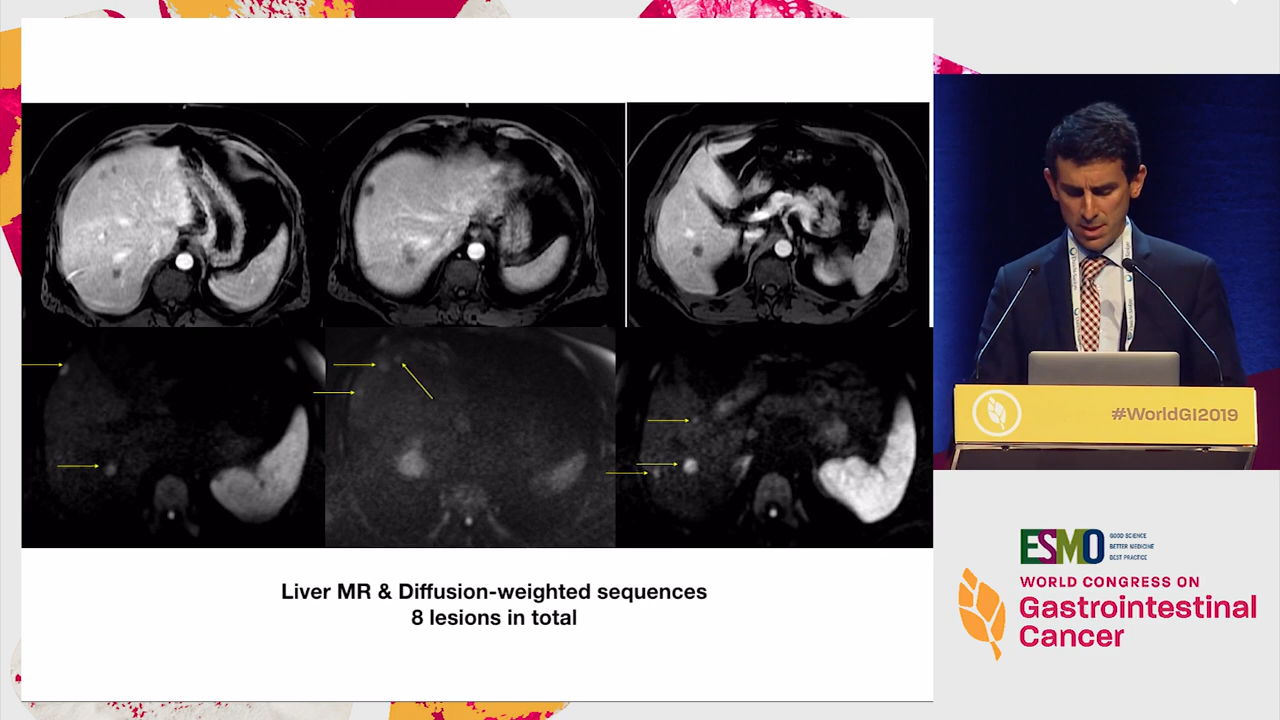 Liver MR & Diffusion-weighted sequences
8 lesions in total
#WorldGI2019
ESMO
GOOD SCIENCE
BETTER MEDICINE
BEST PRACTICE
WORLD CONGRESS ON
Gastrointestinal
Cancer